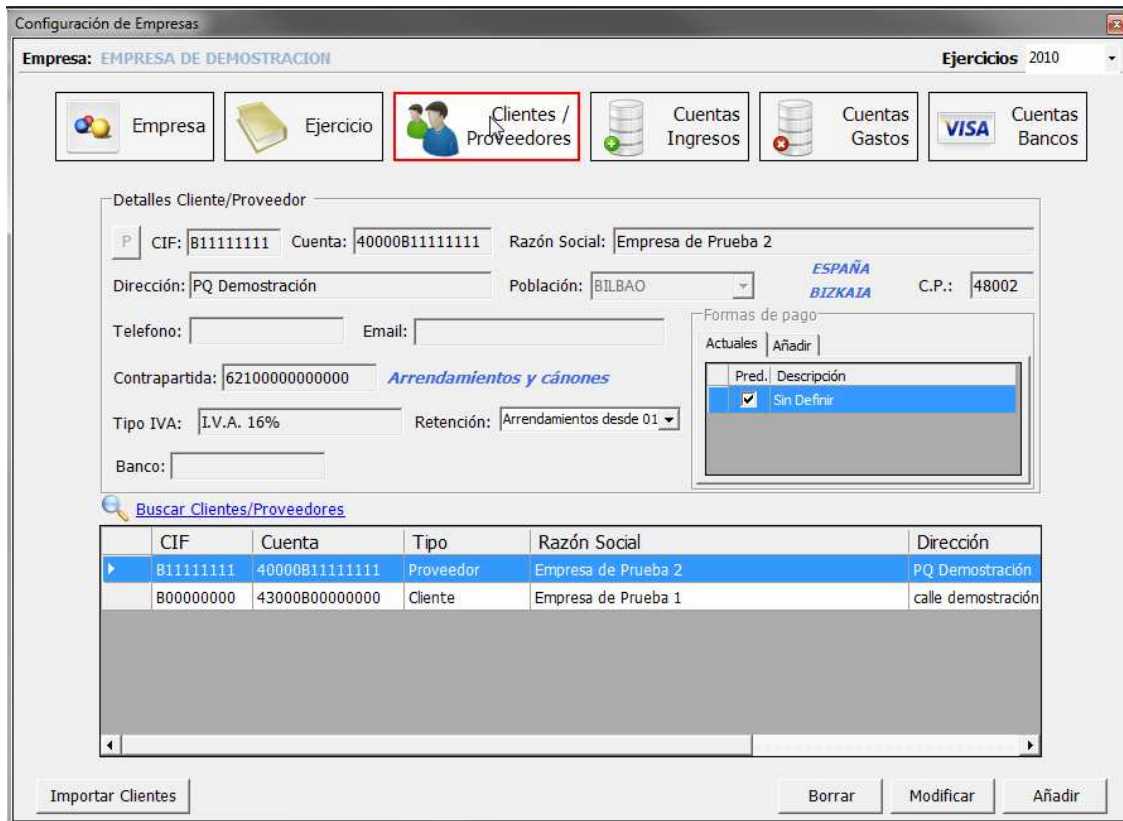 Configuración de Empresas
Empresa: EMPRESA DE DEMOSTRACION Ejercicios 2010
Empresa
Ejercicio
Clientes /
Proveedores
Cuentas
Ingresos
Cuentas
Gastos
VISA
Cuentas
Bancos
Detalles Cliente/Proveedor
P CIF: B11111111 Cuenta: 40000B11111111 Razón Social: Empresa de Prueba 2
Dirección: PQ Demostración Población: BILBAO ESPAÑA BIZKAIA C.P.: 48002
Telefono: Email:
Contrapartida: 62100000000000 Arrendamientos y cánones
Tipo IVA: I.V.A. 16% Retención: Arrendamientos desde 01
Banco:
Formas de pago
Actuales Añadir
Pred. Descripción
Sin Definir
Buscar Clientes/Proveedores
CIF Cuenta Tipo Razón Social Dirección
B11111111 40000B11111111 Proveedor Empresa de Prueba 2 PQ Demostración
B00000000 43000B00000000 Cliente Empresa de Prueba 1 calle demostración
Importar Clientes Borrar Modificar Añadir